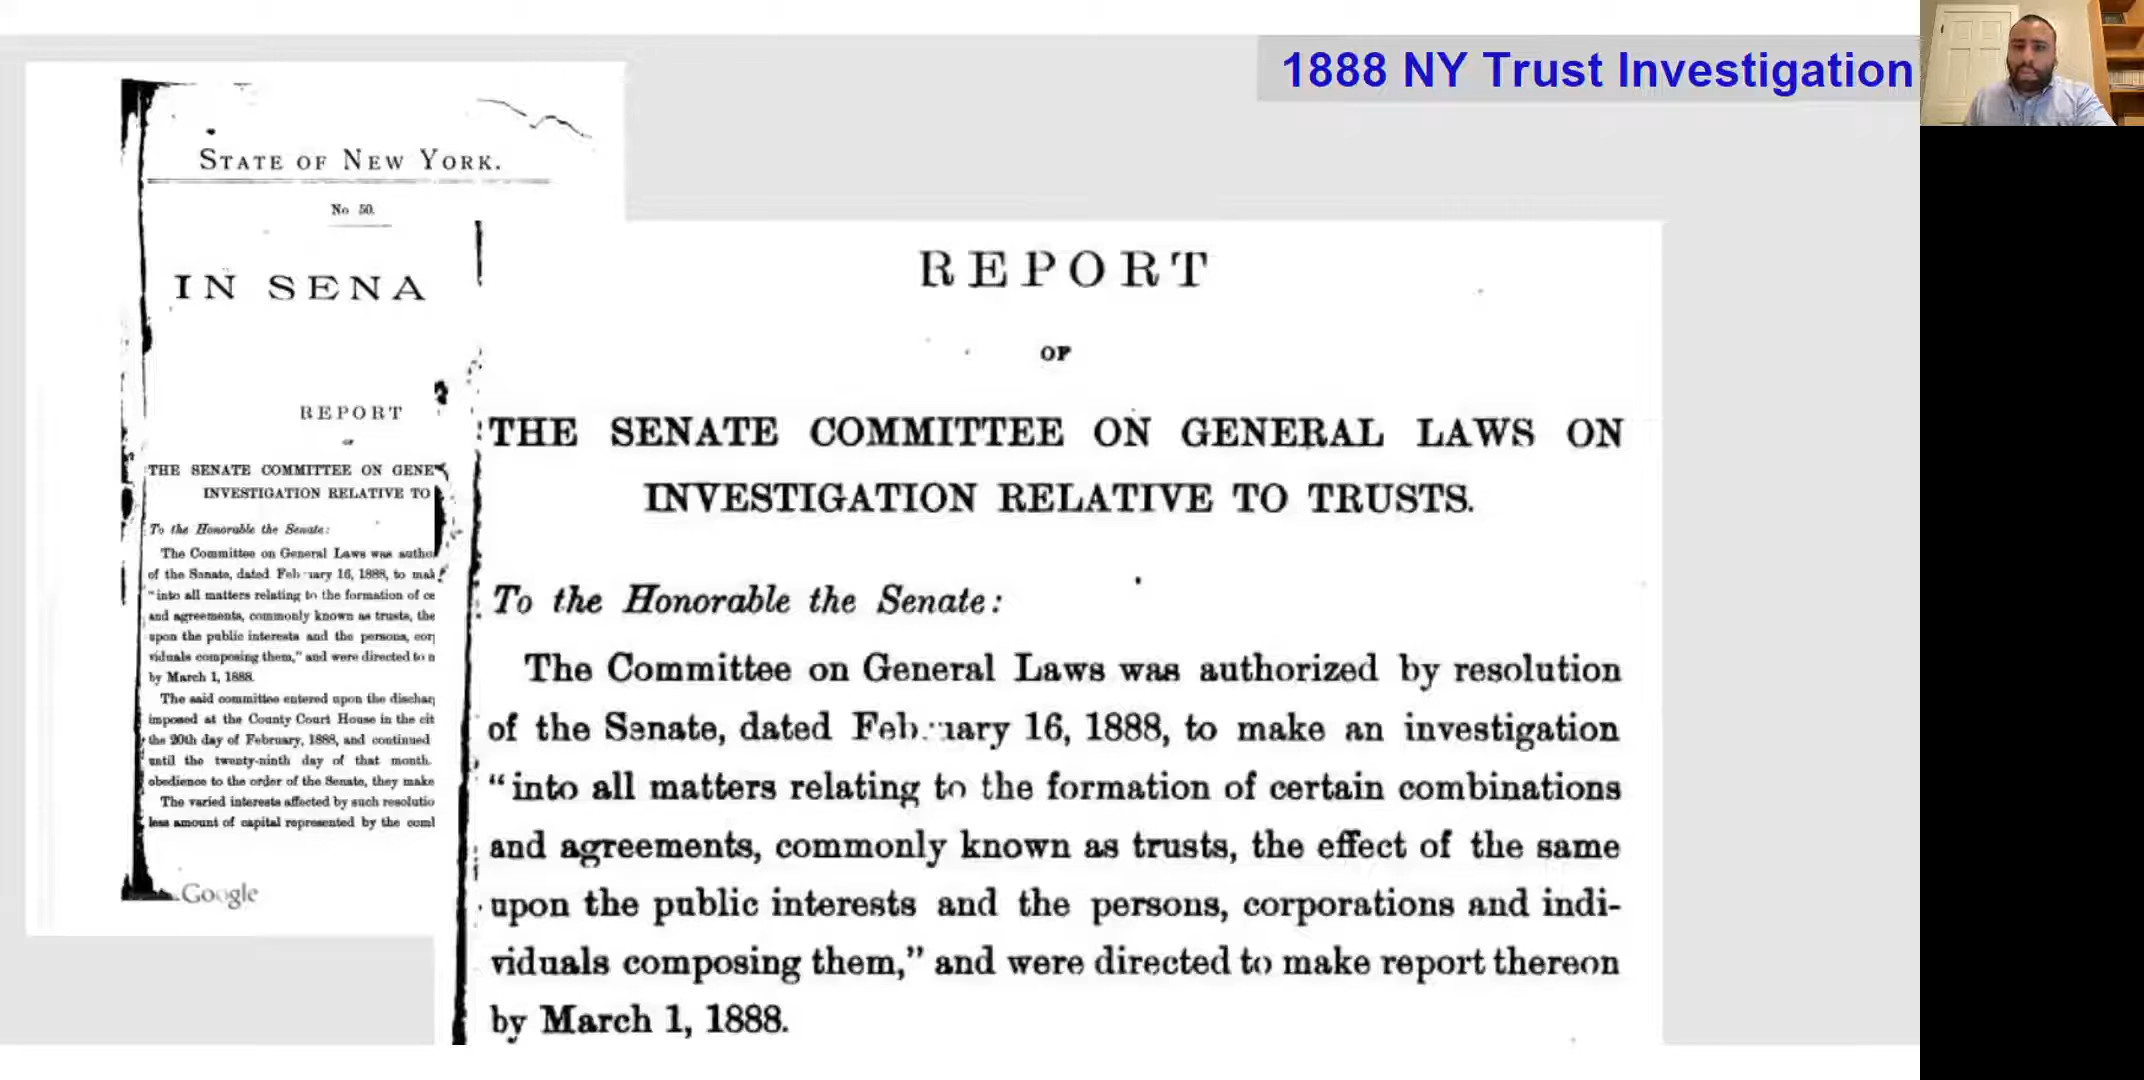 1888 NY Trust Investigation
STATE OF NEW YORK.
No 50.
IN SENA
REPORT
OF
THE SENATE COMMITTEE ON GENE
INVESTIGATION RELATIVE TO
To the Honorable the Senate:
The Committee on General Laws was autho
of the Senate, dated February 16, 1888, to mak
"into all matters relating to the formation of ce
and agreements, commonly known as trusts, the
upon the public interests and the persons, cor
viduals composing them," and were directed to m
by March 1, 1888.
The said committee entered upon the dischar
imposed at the County Court House in the cit
the 20th day of February, 1888, and continued
until the twenty-ninth day of that month.
obedience to the order of the Senate, they make
The varied interests affected by such resolutio
less amount of capital represented by the com
Google
REPORT
OF
THE SENATE COMMITTEE ON GENERAL LAWS ON
INVESTIGATION RELATIVE TO TRUSTS.
To the Honorable the Senate:
The Committee on General Laws was authorized by resolution
of the Senate, dated February 16, 1888, to make an investigation
"into all matters relating to the formation of certain combinations
and agreements, commonly known as trusts, the effect of the same
upon the public interests and the persons, corporations and indi-
viduals composing them," and were directed to make report thereon
by March 1, 1888.